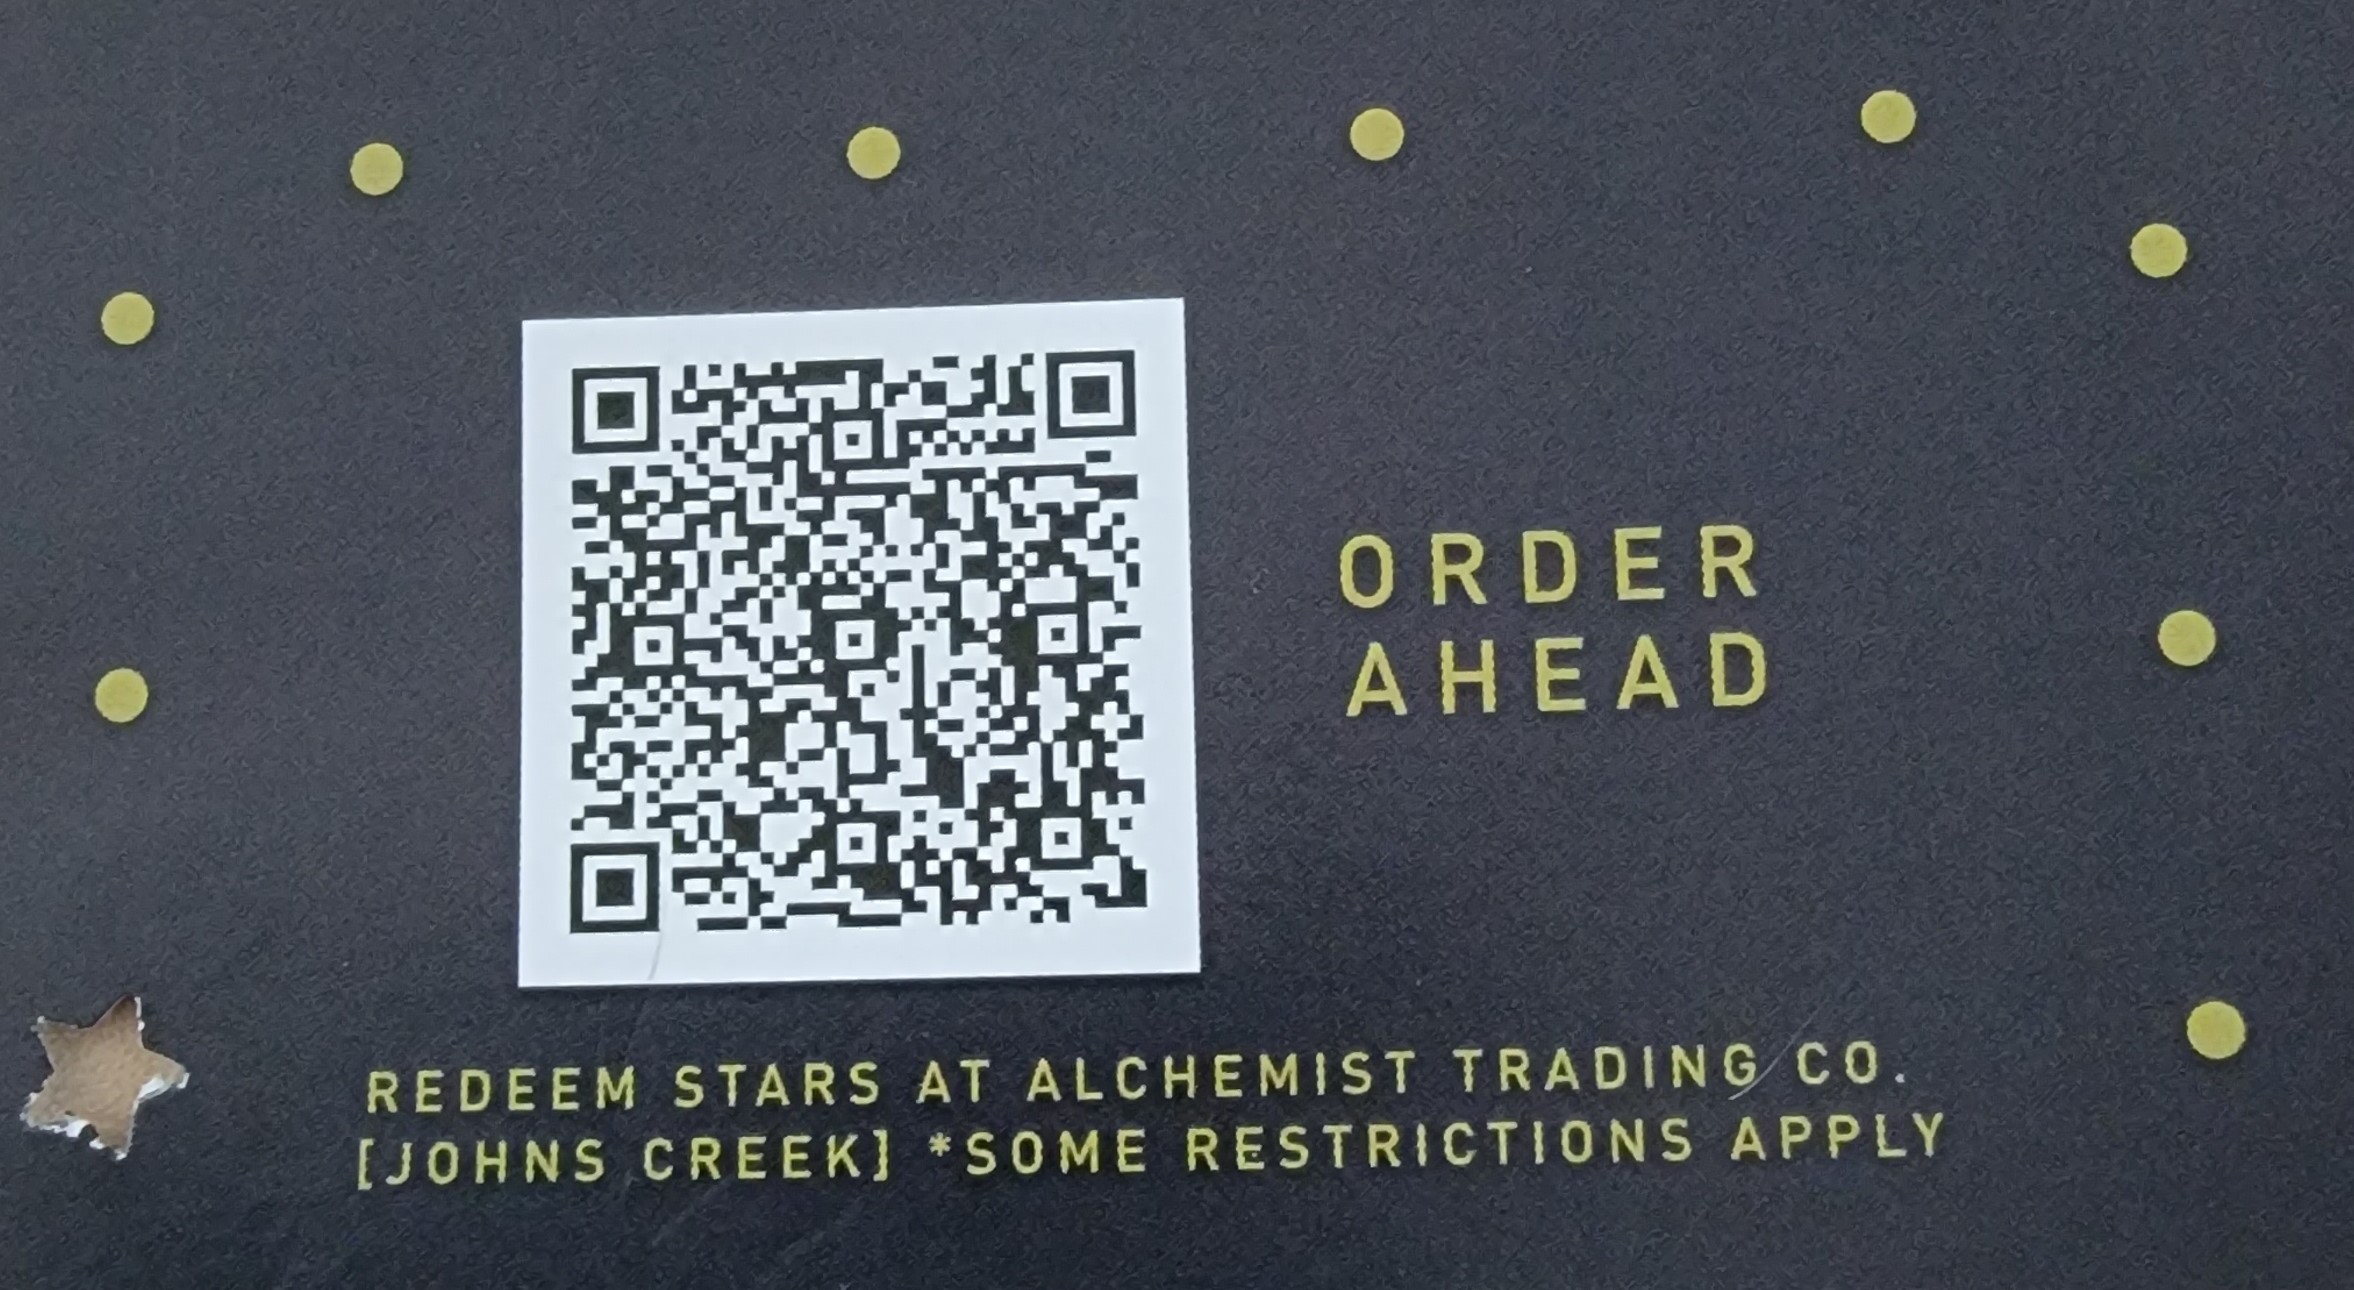 ORDER
AHEAD
REDEEM STARS AT ALCHEMIST TRADING CO.
[JOHNS CREEK] *SOME RESTRICTIONS APPLY